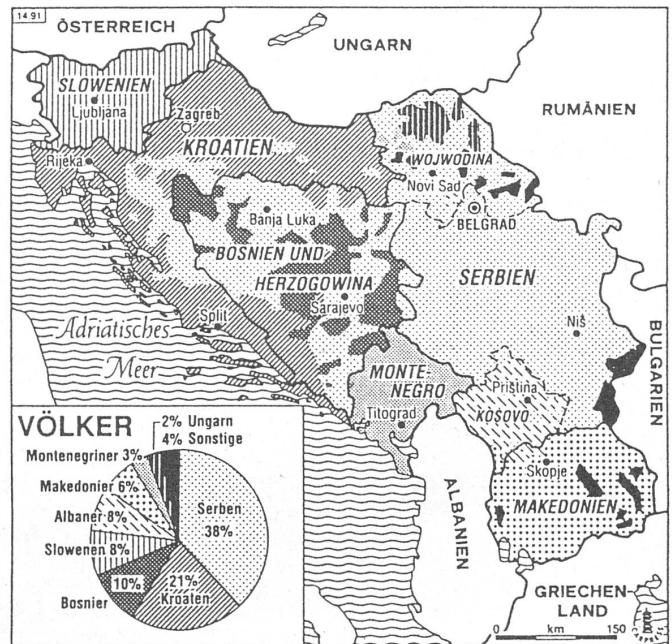 14.91
ÖSTERREICH
UNGARN
SLOWENIEN
Ljubljana
RUMÄNIEN
Zagreb
KROATIEN
Rijeka
WOJWODINA
Novi Sad
BELGRAD
Banja Luka
BOSNIEN UND
HERZOGOWINA
SERBIEN
Sarajevo
Split
Adriatisches
Meer
Niš
BULGARIEN
MONTE-
NEGRO
Priština
KOSOVO
Titograd
Skopje
MAKEDONIEN
ALBANIEN
GRIECHEN-
LAND
0 km 150
VÖLKER
2% Ungarn
4% Sonstige
Montenegriner 3%
Makedonier 6%
Serben
38%
Albaner 8%
Slowenen 8%
10%
21%
Bosnier
Kroaten